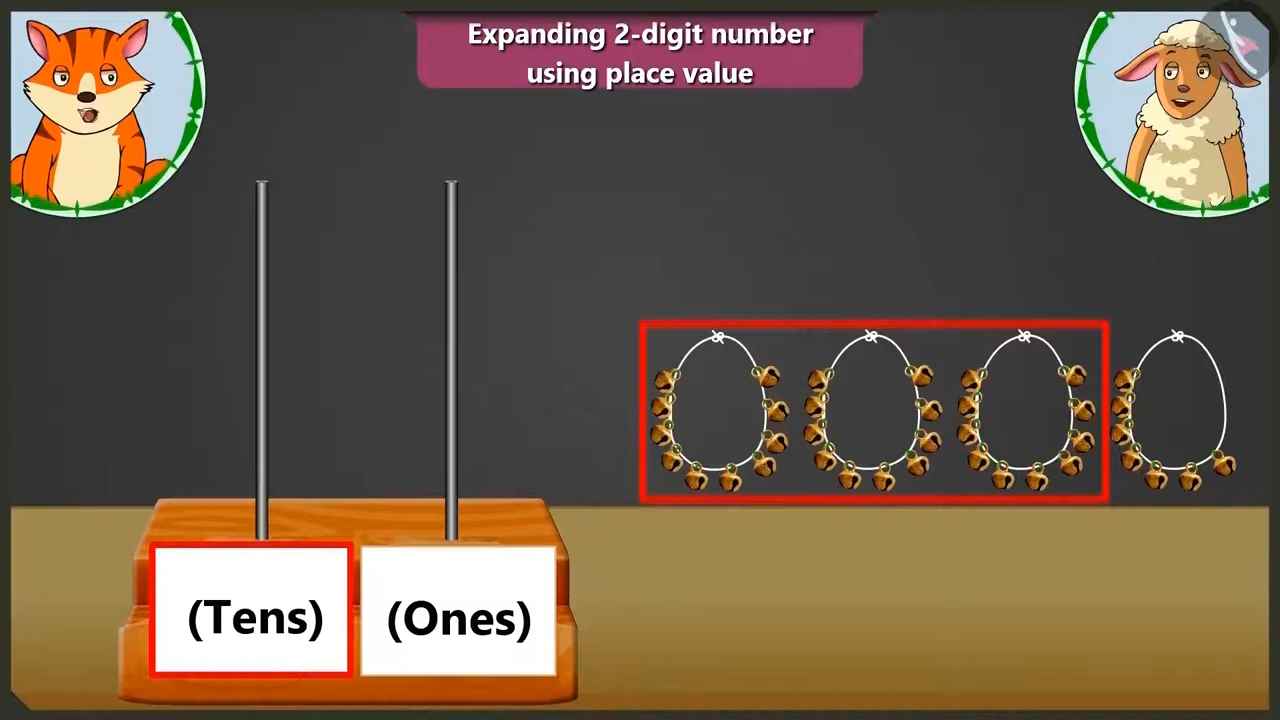 Expanding 2-digit number
using place value
(Tens)
(Ones)